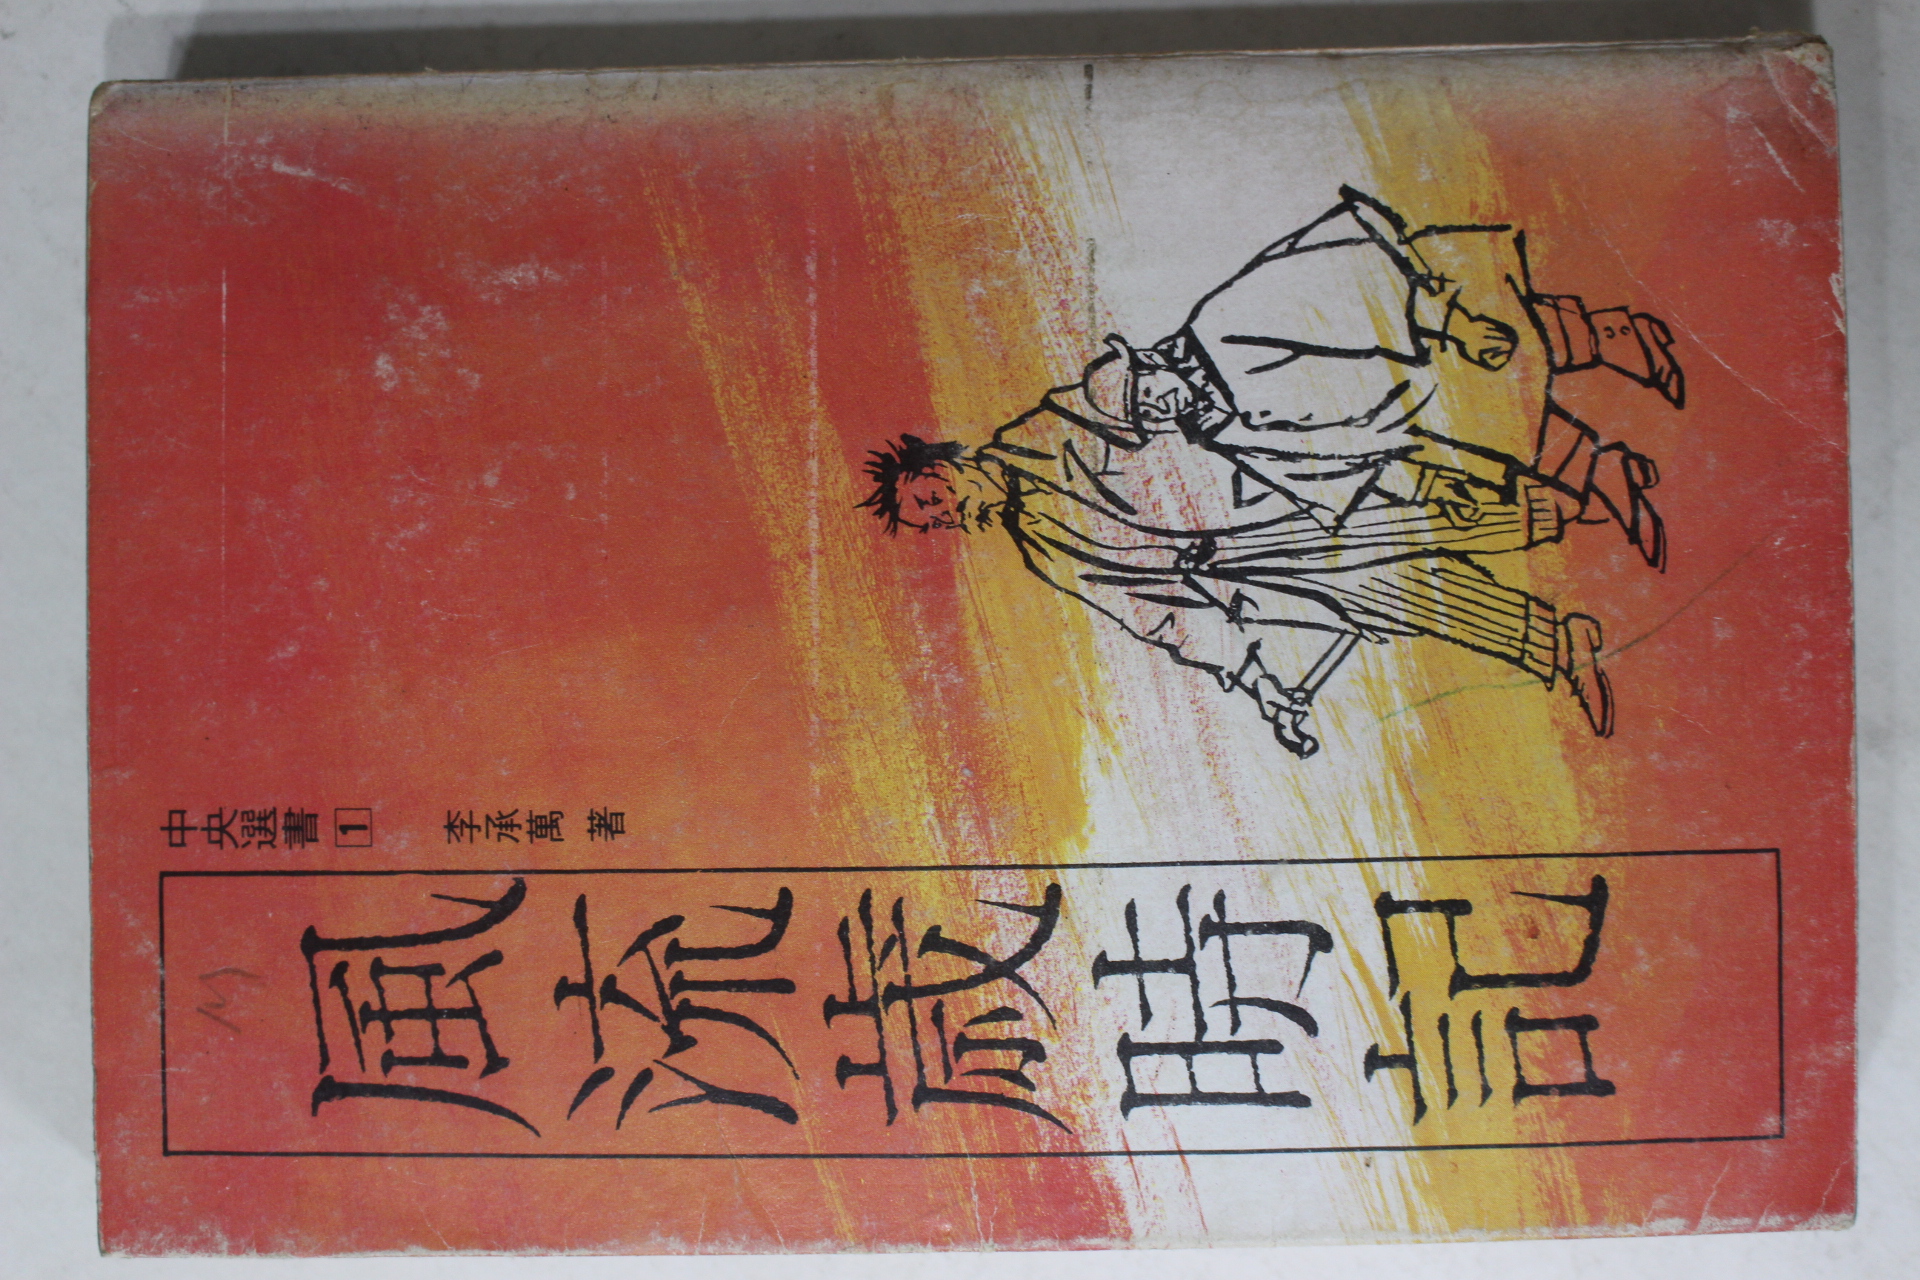 中央選書 1
李承萬 著
風流歲時記